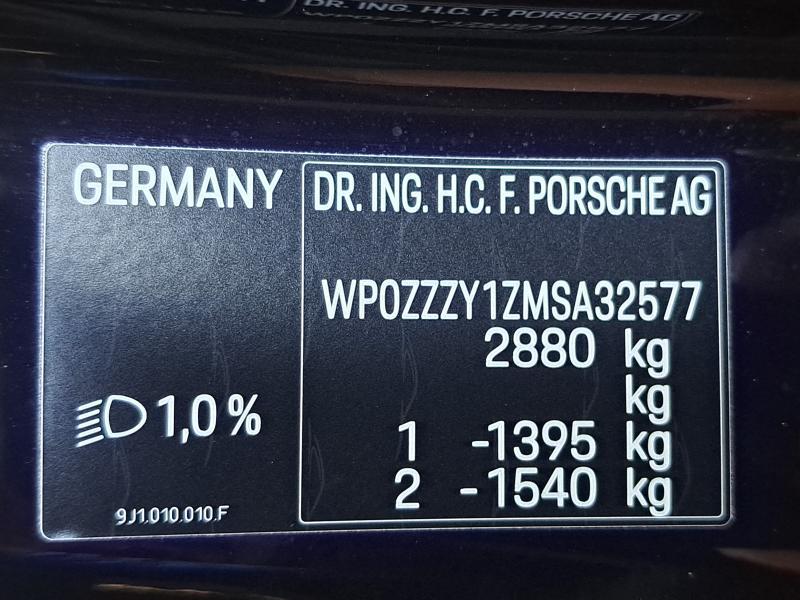 DR. ING. H.C. F. PORSCHE AG
GERMANY
DR. ING. H.C. F. PORSCHE AG
WP0ZZZY1ZMSA32577
2880 kg
kg
1 -1395 kg
2 -1540 kg
1,0 %
9J1.010.010.F